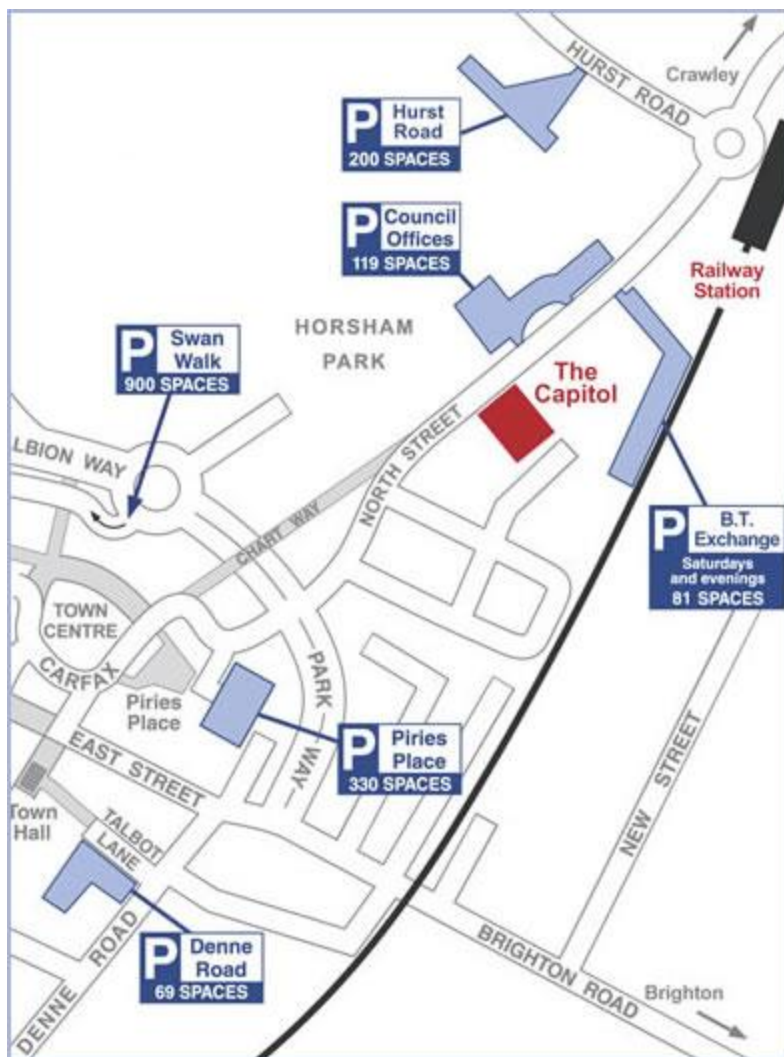 HURST ROAD
Crawley
P
Hurst
Road
200 SPACES
P
Council
Offices
119 SPACES
Railway
Station
HORSHAM
PARK
P
Swan
Walk
900 SPACES
The
Capitol
LBION WAY
NORTH STREET
CHART WAY
P
B.T.
Exchange
Saturdays
and evenings
81 SPACES
TOWN
CENTRE
CARFAX
PARK
WAY
Piries
Place
P
Piries
Place
330 SPACES
EAST STREET
NEW STREET
Town
Hall
TALBOT
LANE
P
Denne
Road
69 SPACES
DENNE ROAD
BRIGHTON ROAD
Brighton